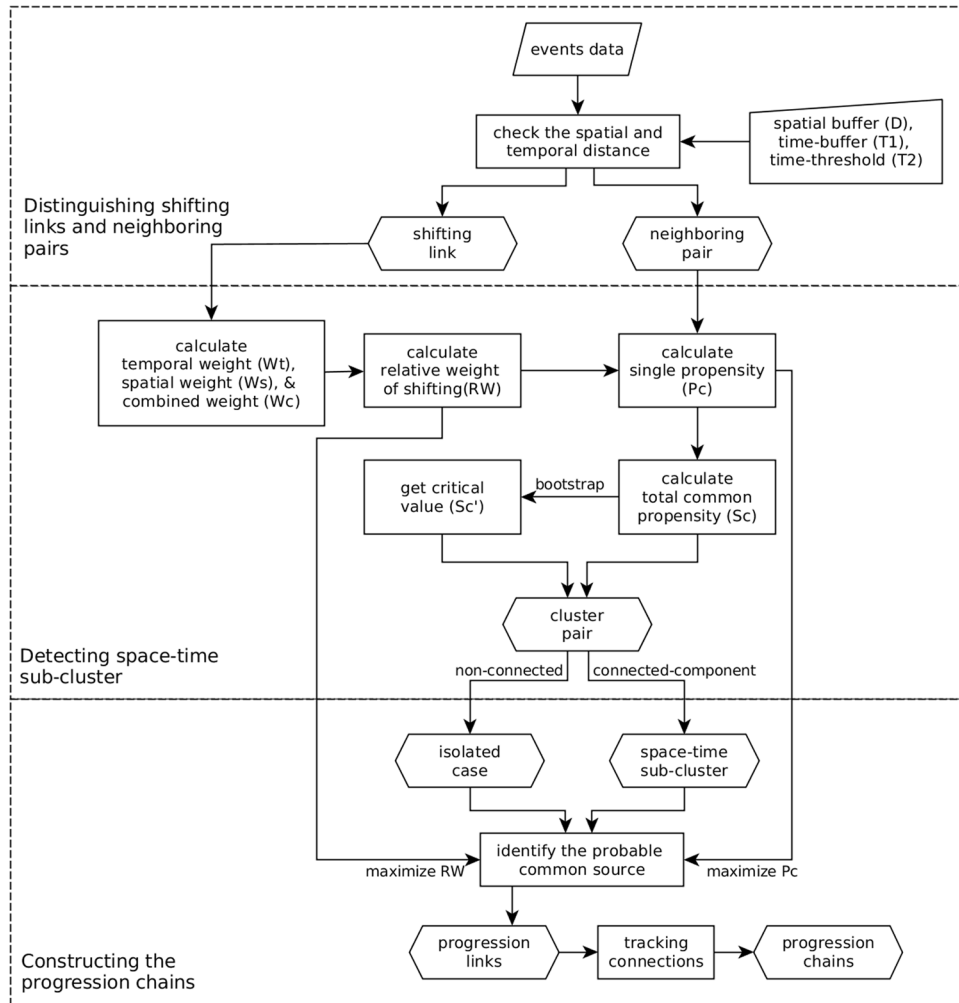 events data
check the spatial and
temporal distance
spatial buffer (D),
time-buffer (T1),
time-threshold (T2)
Distinguishing shifting
links and neighboring
pairs
shifting
link
neighboring
pair
calculate
temporal weight (Wt),
spatial weight (Ws), &
combined weight (Wc)
calculate
relative weight
of shifting(RW)
calculate
single propensity
(Pc)
get critical
value (Sc')
bootstrap
calculate
total common
propensity (Sc)
cluster
pair
Detecting space-time
sub-cluster
non-connected
connected-component
isolated
case
space-time
sub-cluster
identify the probable
common source
maximize RW
maximize Pc
Constructing the
progression chains
progression
links
tracking
connections
progression
chains